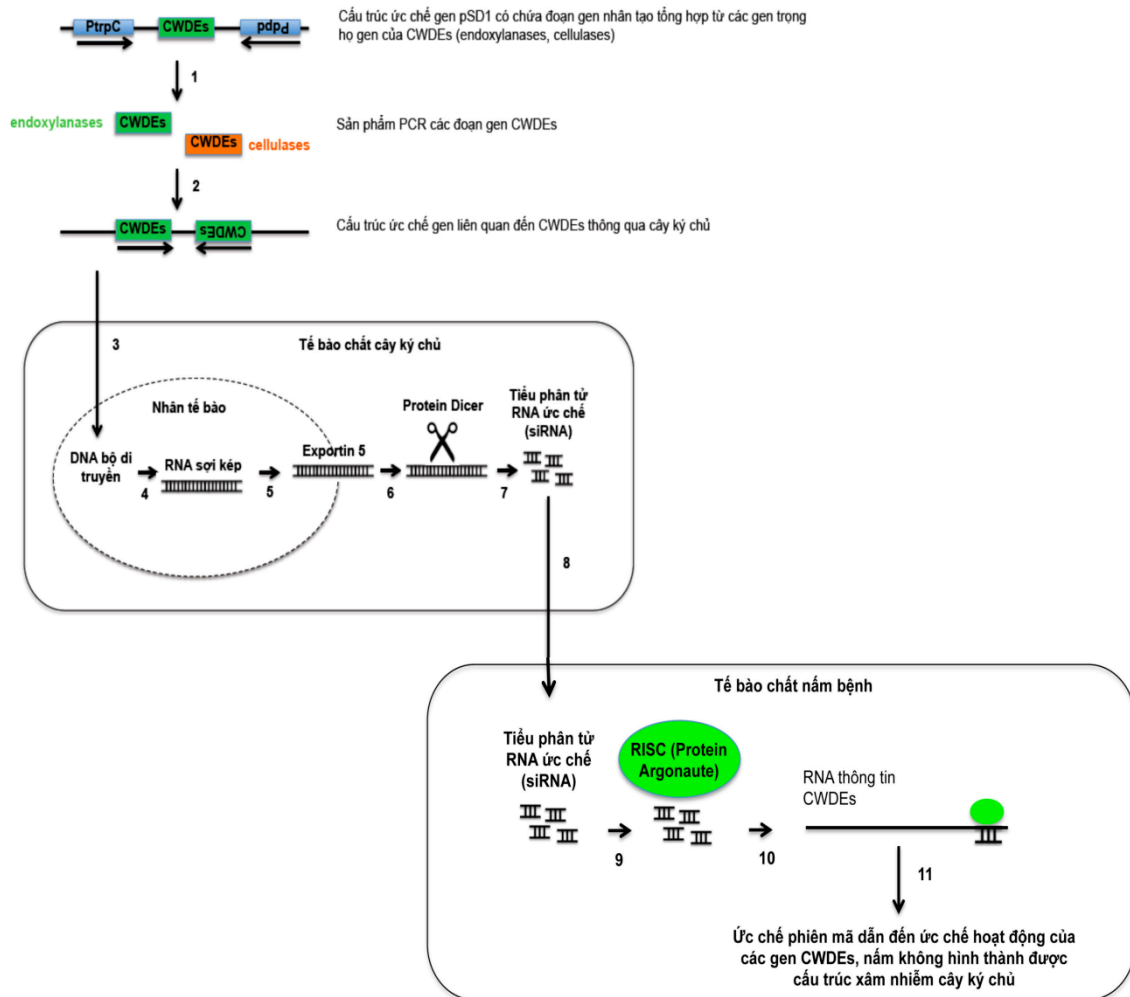 PtrpC
CWDEs
Pgpd
Cấu trúc ức chế gen pSD1 có chứa đoạn gen nhân tạo tổng hợp từ các gen trọng
họ gen của CWDEs (endoxylanases, cellulases)
1
endoxylanases
CWDEs
CWDEs
cellulases
Sản phẩm PCR các đoạn gen CWDEs
2
CWDEs
CWDEs
Cấu trúc ức chế gen liên quan đến CWDEs thông qua cây ký chủ
3
Tế bào chất cây ký chủ
Nhân tế bào
DNA bộ di
truyền
4
RNA sợi kép
5
Exportin 5
6
Protein Dicer
7
Tiểu phân tử
RNA ức chế
(siRNA)
8
Tế bào chất nấm bệnh
Tiểu phân tử
RNA ức chế
(siRNA)
9
RISC (Protein
Argonaute)
10
RNA thông tin
CWDEs
11
Ức chế phiên mã dẫn đến ức chế hoạt động của
các gen CWDEs, nấm không hình thành được
cấu trúc xâm nhiễm cây ký chủ